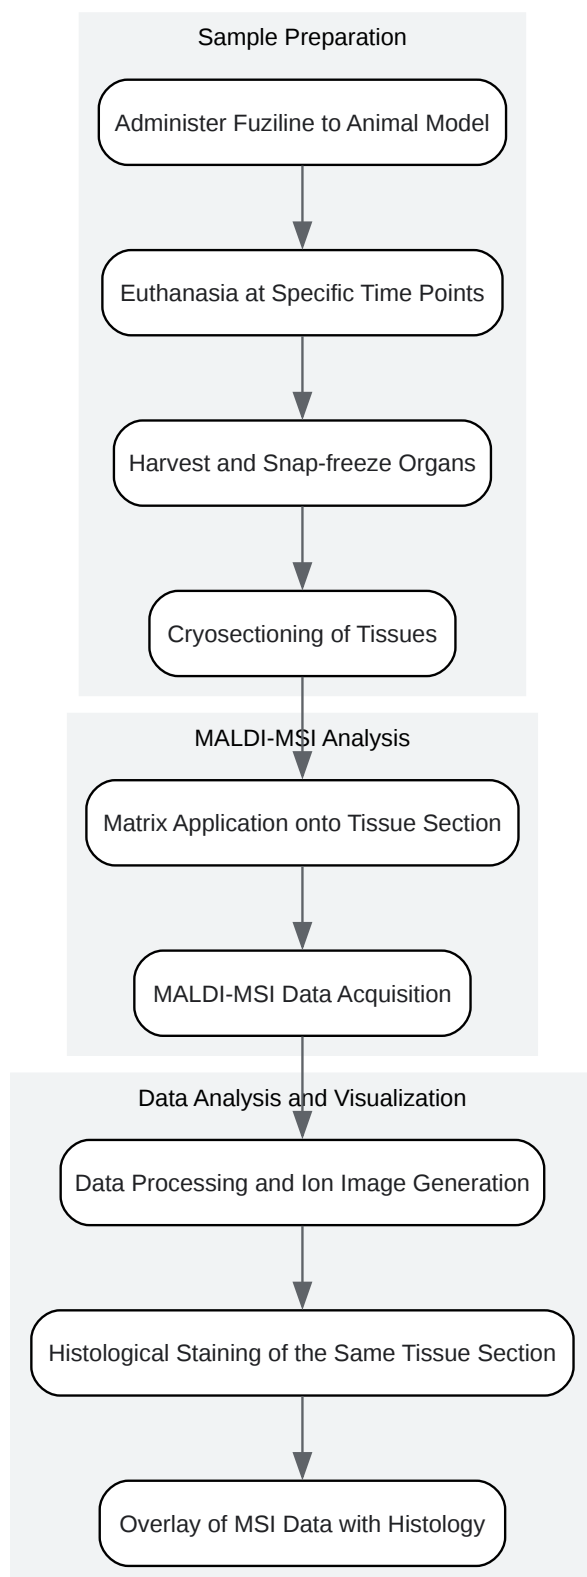 Sample Preparation
Administer Fuziline to Animal Model
Euthanasia at Specific Time Points
Harvest and Snap-freeze Organs
Cryosectioning of Tissues
MALDI-MSI Analysis
Matrix Application onto Tissue Section
MALDI-MSI Data Acquisition
Data Analysis and Visualization
Data Processing and Ion Image Generation
Histological Staining of the Same Tissue Section
Overlay of MSI Data with Histology